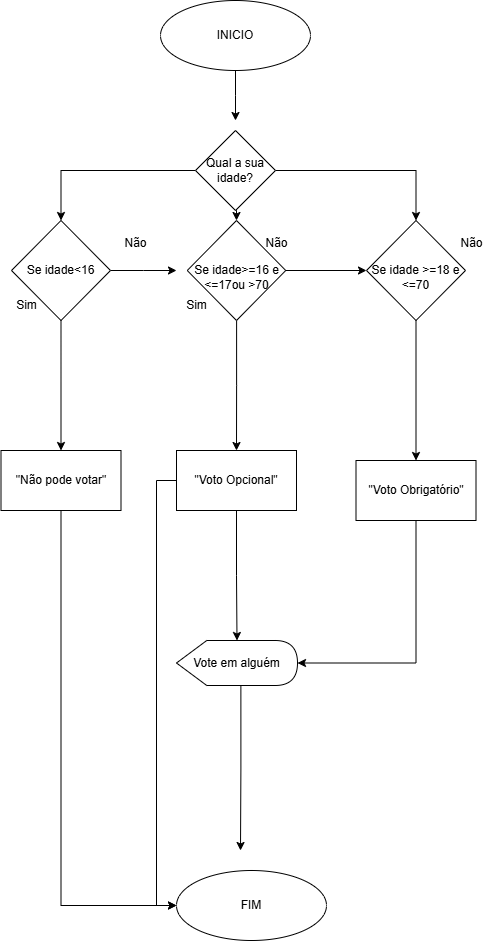 INICIO
Qual a sua
idade?
Não
Não
Não
Se idade<16
Se idade>=16 e
<=17ou >70
Se idade >=18 e
<=70
Sim
Sim
"Não pode votar"
"Voto Opcional"
"Voto Obrigatório"
Vote em alguém
FIM